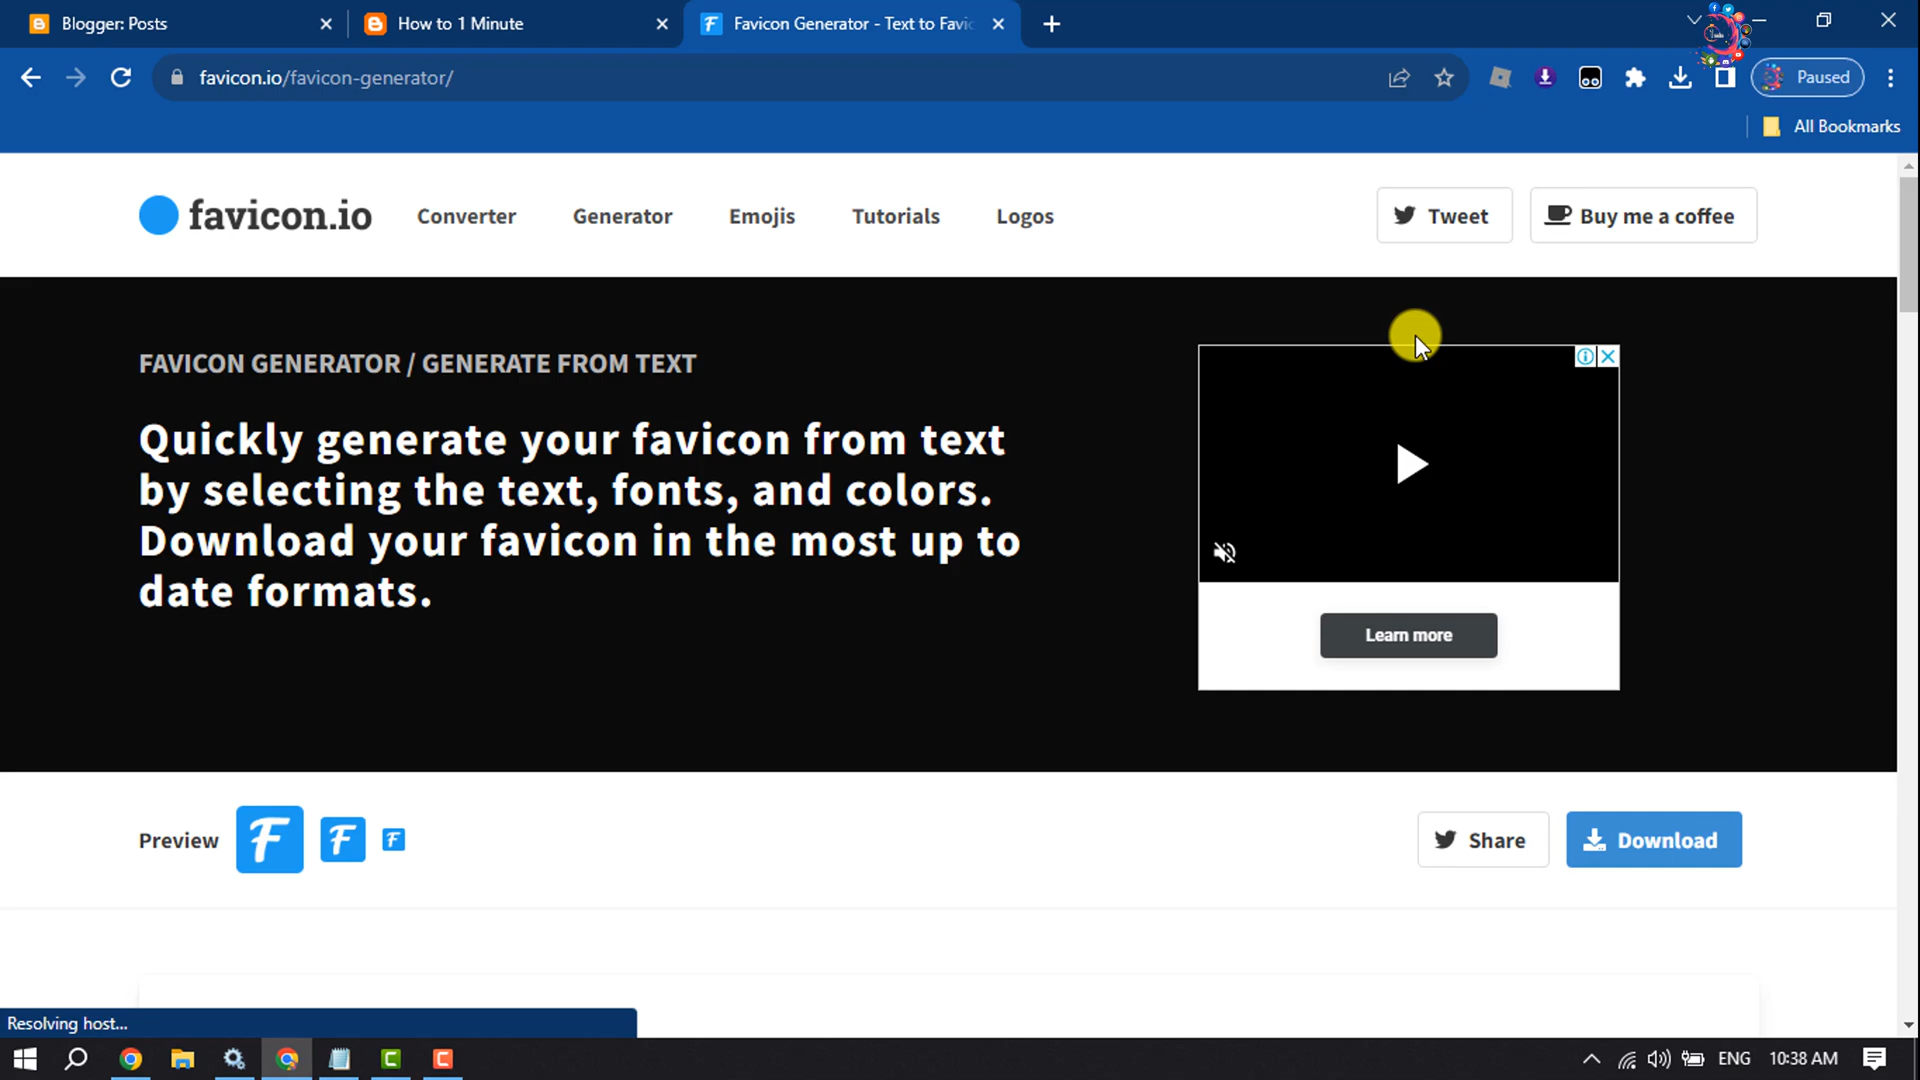 Blogger: Posts
How to 1 Minute
Favicon Generator - Text to Favic
favicon.io/favicon-generator/
Paused
All Bookmarks
favicon.io
Converter
Generator
Emojis
Tutorials
Logos
Tweet
Buy me a coffee
FAVICON GENERATOR / GENERATE FROM TEXT
Quickly generate your favicon from text
by selecting the text, fonts, and colors.
Download your favicon in the most up to
date formats.
Learn more
Preview
F
F
F
Share
Download
Resolving host...
ENG
10:38 AM